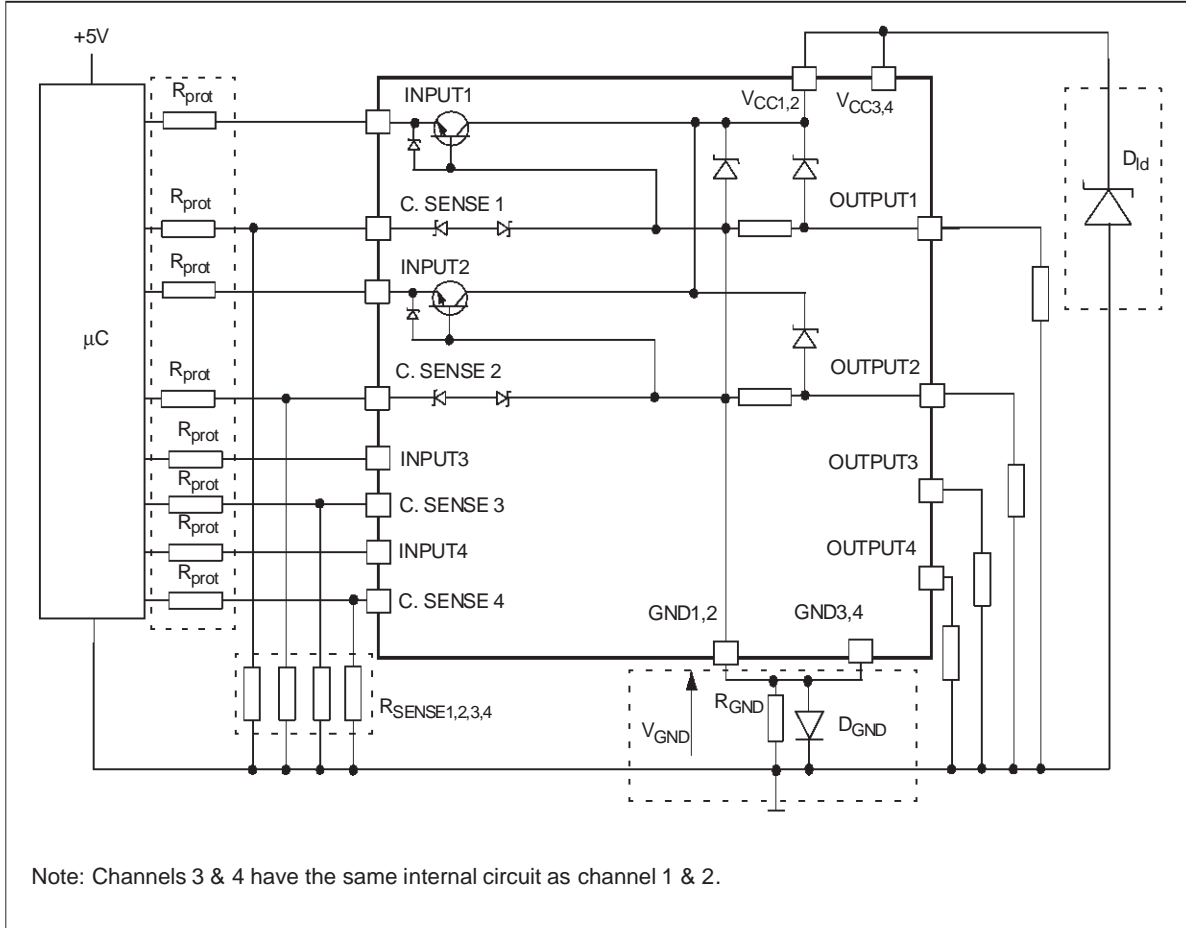 +5V
Rprot
INPUT1
VCC1,2
VCC3,4
Dld
Rprot
C. SENSE 1
OUTPUT1
Rprot
INPUT2
μC
Rprot
C. SENSE 2
OUTPUT2
Rprot
INPUT3
OUTPUT3
Rprot
C. SENSE 3
Rprot
INPUT4
OUTPUT4
Rprot
C. SENSE 4
GND1,2
GND3,4
RSENSE1,2,3,4
VGND
RGND
DGND
Note: Channels 3 & 4 have the same internal circuit as channel 1 & 2.